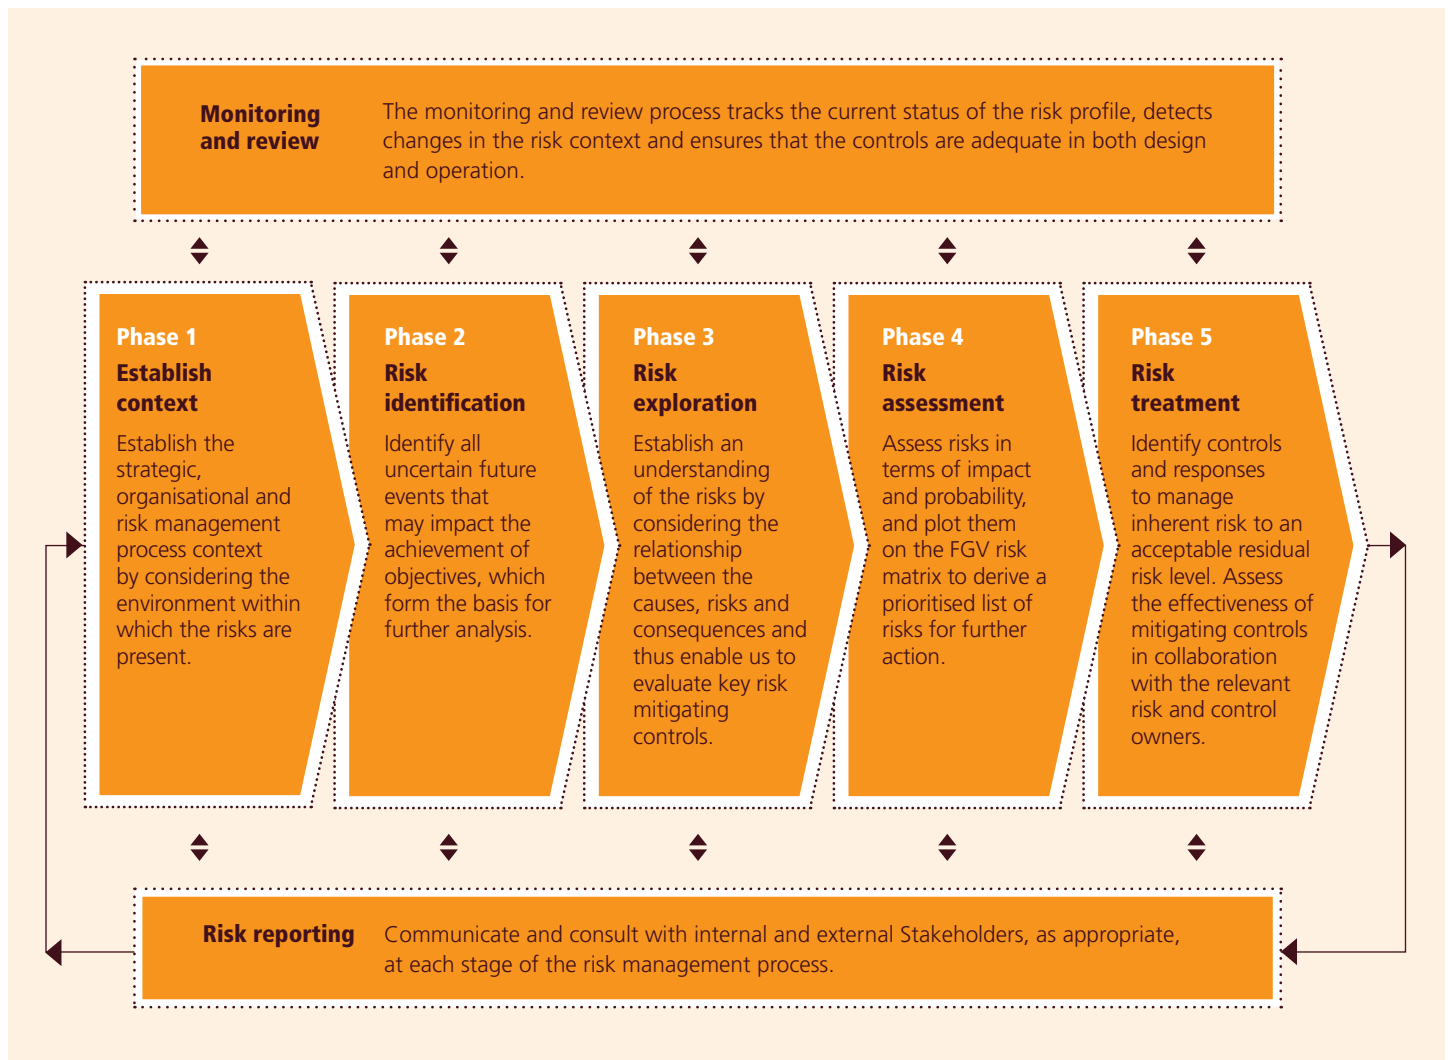 Monitoring
and review
The monitoring and review process tracks the current status of the risk profile, detects
changes in the risk context and ensures that the controls are adequate in both design
and operation.
Phase 1
Establish
context
Establish the
strategic,
organisational and
risk management
process context
by considering the
environment within
which the risks are
present.
Phase 2
Risk
identification
Identify all
uncertain future
events that
may impact the
achievement of
objectives, which
form the basis for
further analysis.
Phase 3
Risk
exploration
Establish an
understanding
of the risks by
considering the
relationship
between the
causes, risks and
consequences and
thus enable us to
evaluate key risk
mitigating
controls.
Phase 4
Risk
assessment
Assess risks in
terms of impact
and probability,
and plot them
on the FGV risk
matrix to derive a
prioritised list of
risks for further
action.
Phase 5
Risk
treatment
Identify controls
and responses
to manage
inherent risk to an
acceptable residual
risk level. Assess
the effectiveness of
mitigating controls
in collaboration
with the relevant
risk and control
owners.
Risk reporting
Communicate and consult with internal and external Stakeholders, as appropriate,
at each stage of the risk management process.